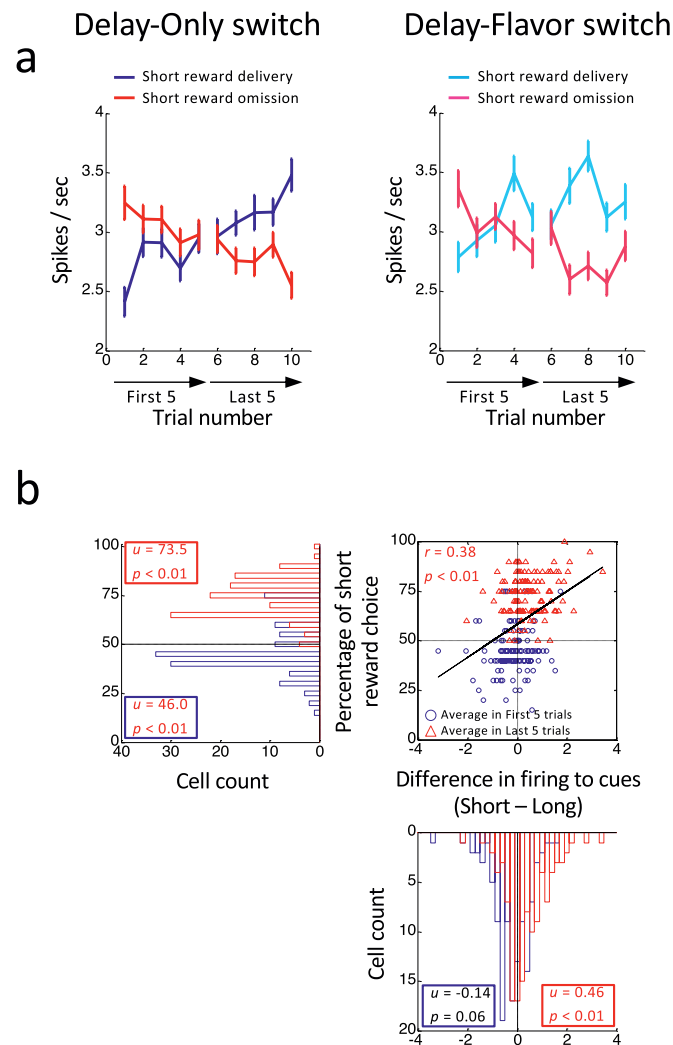 Delay-Only switch
Delay-Flavor switch
a
Short reward delivery
Short reward omission
Short reward delivery
Short reward omission
Spikes / sec
4
3.5
3
2.5
2
0 2 4 6 8 10
First 5 Last 5
Trial number
Spikes / sec
4
3.5
3
2.5
2
0 2 4 6 8 10
First 5 Last 5
Trial number
b
100
75
50
25
0
u = 73.5
p < 0.01
u = 46.0
p < 0.01
40 30 20 10 0
Cell count
Percentage of short
reward choice
100
75
50
25
0
r = 0.38
p < 0.01
Average in First 5 trials
Average in Last 5 trials
-4 -2 0 2 4
Difference in firing to cues
(Short – Long)
Cell count
0
5
10
15
20
u = -0.14
p = 0.06
u = 0.46
p < 0.01
-4 -2 0 2 4